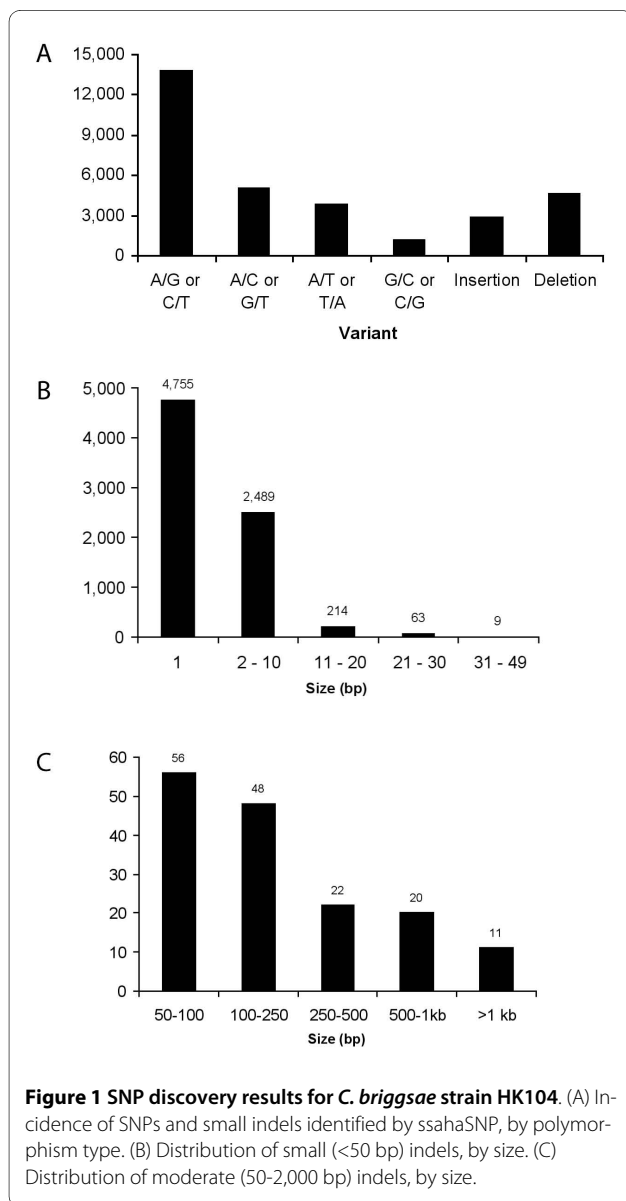 A
15,000
12,000
9,000
6,000
3,000
0
A/G or C/T
A/C or G/T
A/T or T/A
G/C or C/G
Insertion
Deletion
Variant
B
5,000
4,000
3,000
2,000
1,000
0
4,755
2,489
214
63
9
1
2 - 10
11 - 20
21 - 30
31 - 49
Size (bp)
C
60
50
40
30
20
10
0
56
48
22
20
11
50-100
100-250
250-500
500-1kb
>1 kb
Size (bp)
Figure 1 SNP discovery results for C. briggsae strain HK104. (A) In-
cidence of SNPs and small indels identified by ssahaSNP, by polymor-
phism type. (B) Distribution of small (<50 bp) indels, by size. (C)
Distribution of moderate (50-2,000 bp) indels, by size.